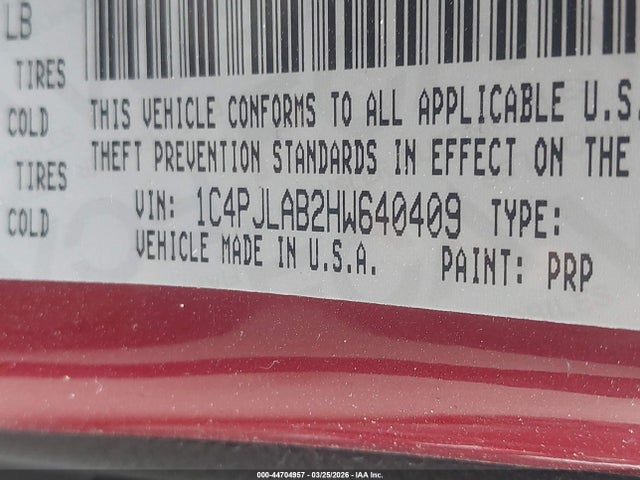 LB
TIRES
COLD
TIRES
COLD
THIS VEHICLE CONFORMS TO ALL APPLICABLE U.S.
THEFT PREVENTION STANDARDS IN EFFECT ON THE
VIN: 1C4PJLAB2HW640409 TYPE:
VEHICLE MADE IN U.S.A. PAINT: PRP
000-44704957 - 03/25/2026 - IAA Inc.